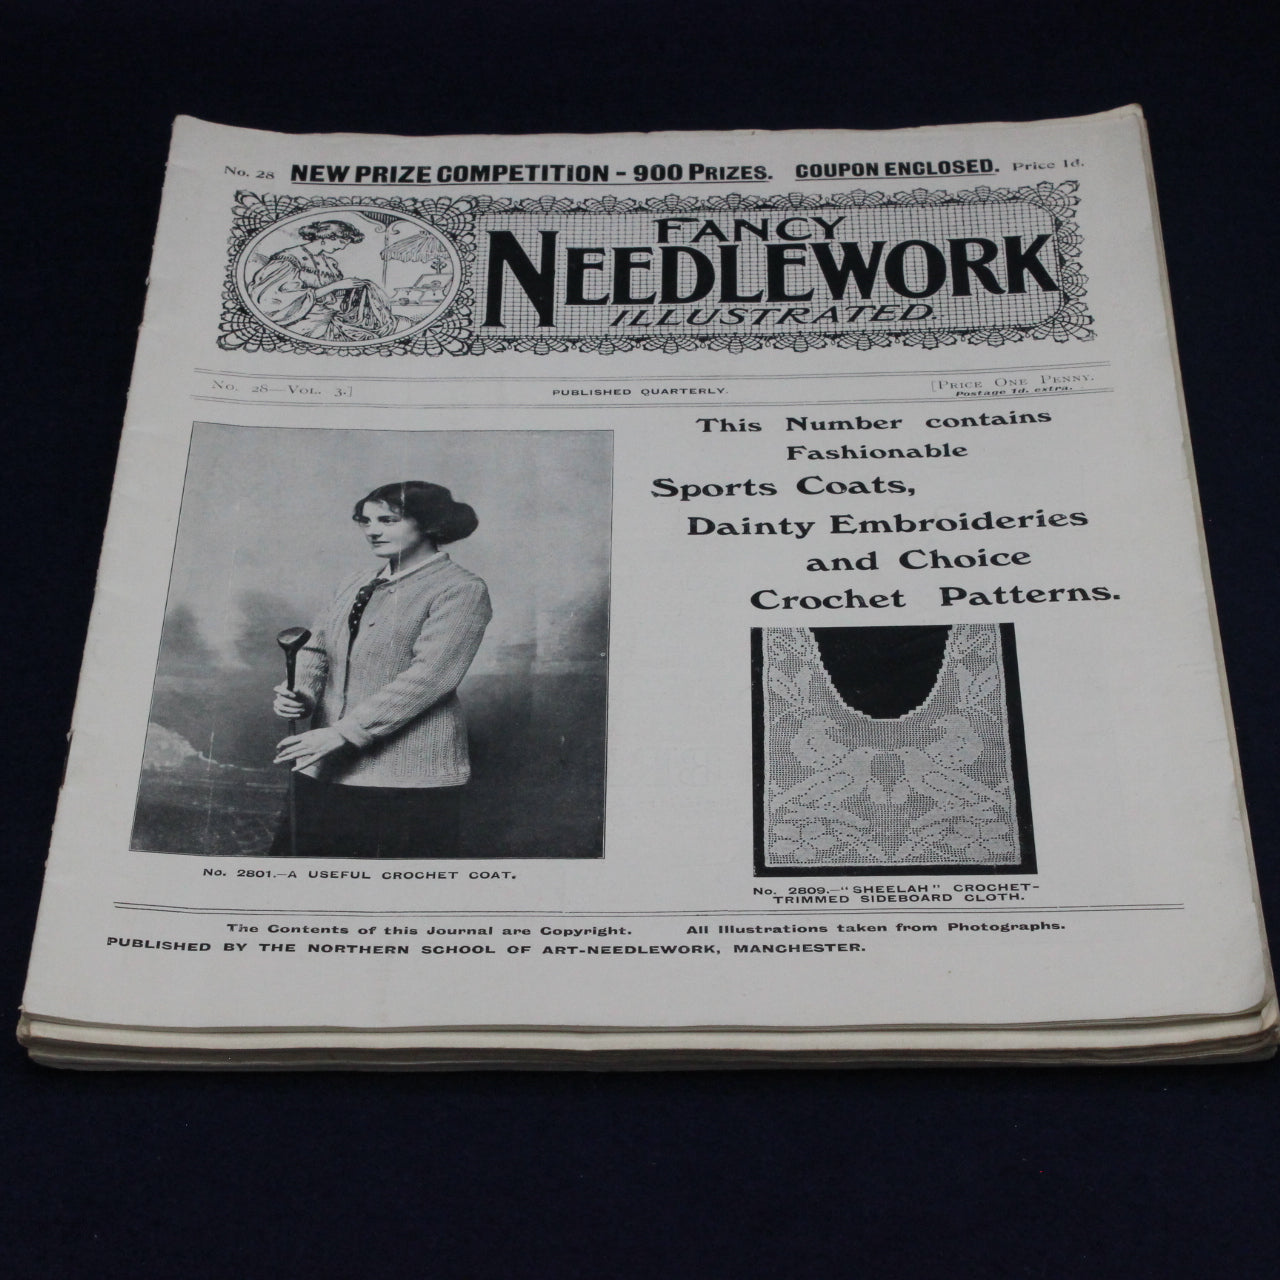 No. 28 NEW PRIZE COMPETITION - 900 PRIZES. COUPON ENCLOSED. Price 1d.
FANCY
NEEDLEWORK
ILLUSTRATED.
No. 28—VOL. 3.] PUBLISHED QUARTERLY. [PRICE ONE PENNY.
Postage 1d. extra.
This Number contains
Fashionable
Sports Coats,
Dainty Embroideries
and Choice
Crochet Patterns.
No. 2801.—A USEFUL CROCHET COAT.
No. 2809.—"SHEELAH" CROCHET-
TRIMMED SIDEBOARD CLOTH.
The Contents of this Journal are Copyright. All Illustrations taken from Photographs.
PUBLISHED BY THE NORTHERN SCHOOL OF ART-NEEDLEWORK, MANCHESTER.